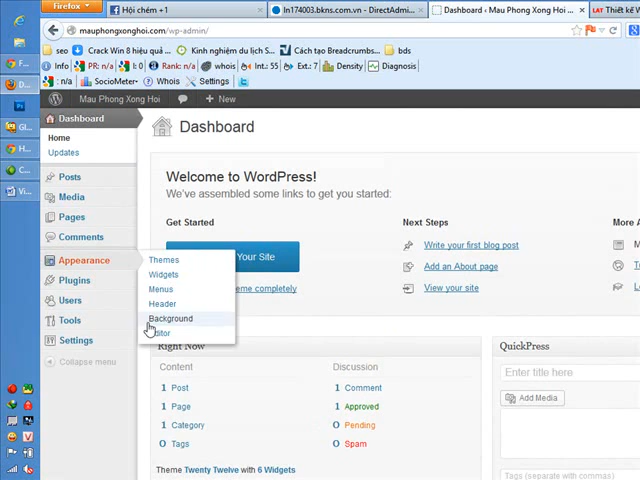 Firefox
Hội chém +1
ln174003.bkns.com.vn - DirectAdmi...
Dashboard ‹ Mau Phong Xong Hoi ...
LAT Thiết kế W
mauphongxonghoi.com/wp-admin/
seo
Crack Win 8 hiệu quả ...
Kinh nghiệm du lịch S...
Cách tạo Breadcrumbs...
bds
Info
PR: n/a
I: 0
Rank: n/a
Int.: 55
Ext.: 7
Density
Diagnosis
: n/a
SocioMeter
Whois
Settings
Mau Phong Xong Hoi
New
Dashboard
Home
Updates
Posts
Media
Pages
Comments
Appearance
Plugins
Users
Tools
Settings
Collapse menu
Themes
Widgets
Menus
Header
Background
Dashboard
Welcome to WordPress!
We've assembled some links to get you started:
Get Started
Next Steps
More A
Your Site
Write your first blog post
Add an About page
View your site
eme completely
Right Now
Content
Discussion
1 Post
1 Comment
1 Page
1 Approved
1 Category
0 Pending
0 Tags
0 Spam
Theme Twenty Twelve with 6 Widgets
QuickPress
Enter title here
Add Media
Tags (separate with commas)